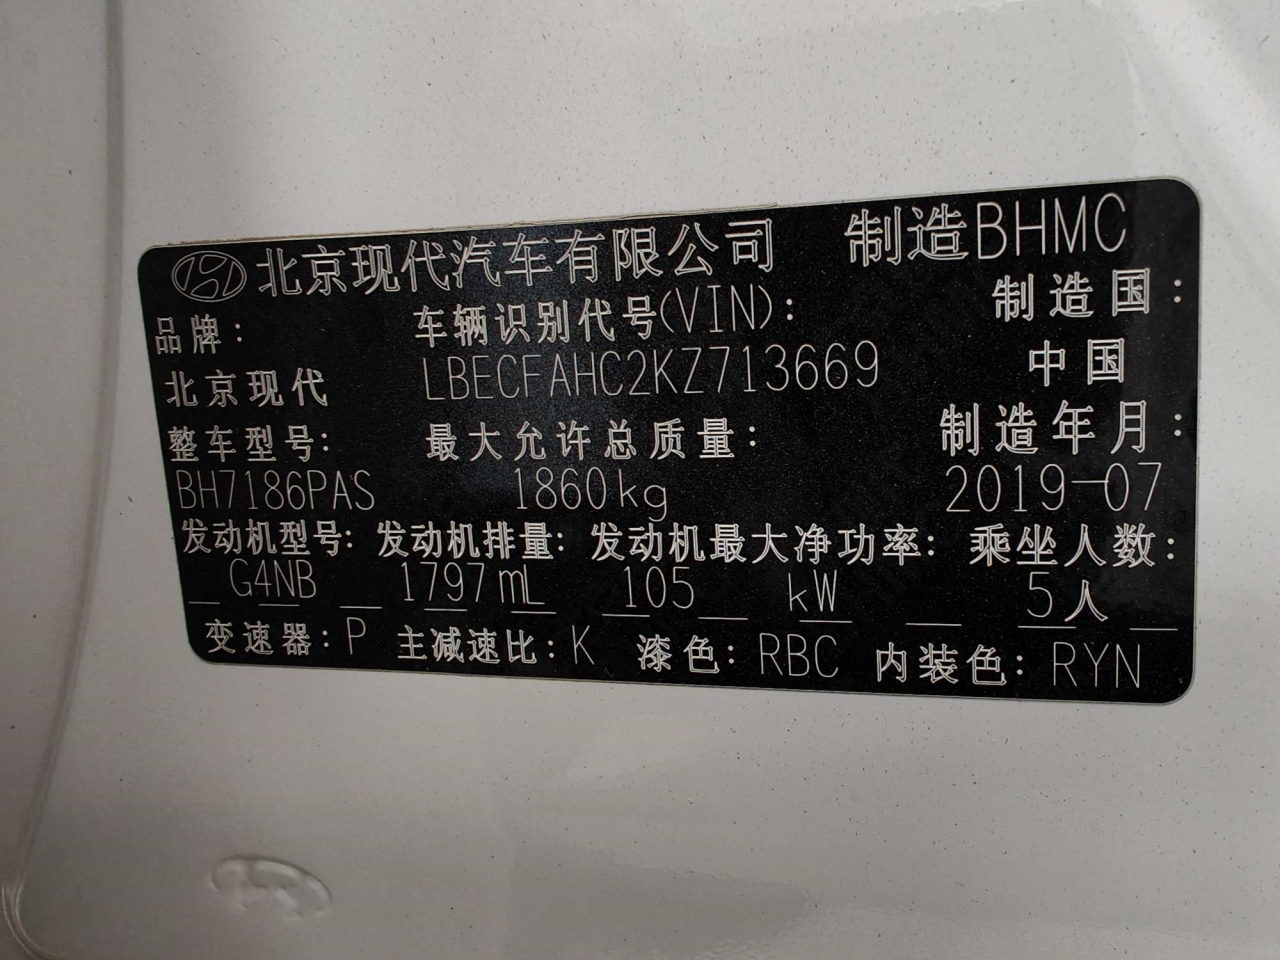 北京现代汽车有限公司 制造BHMC
品牌: 车辆识别代号(VIN): 制造国:
北京现代 LBECFAHC2KZ713669 中国
整车型号: 最大允许总质量: 制造年月:
BH7186PAS 1860kg 2019-07
发动机型号: 发动机排量: 发动机最大净功率: 乘坐人数:
G4NB 1797mL 105 kW 5人
变速器: P 主减速比: K 漆色: RBC 内装色: RYN